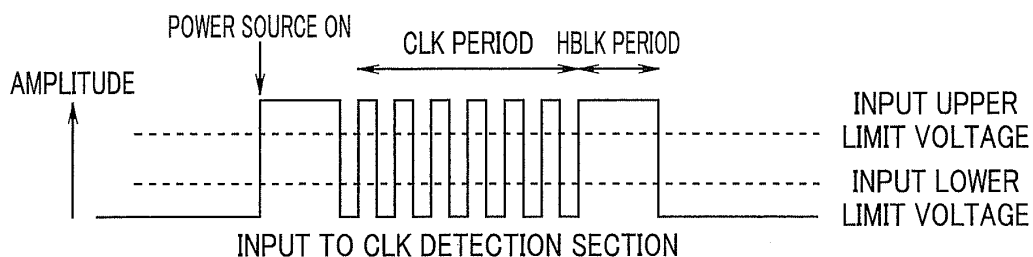 POWER SOURCE ON
CLK PERIOD
HBLK PERIOD
AMPLITUDE
INPUT UPPER
LIMIT VOLTAGE
INPUT LOWER
LIMIT VOLTAGE
INPUT TO CLK DETECTION SECTION